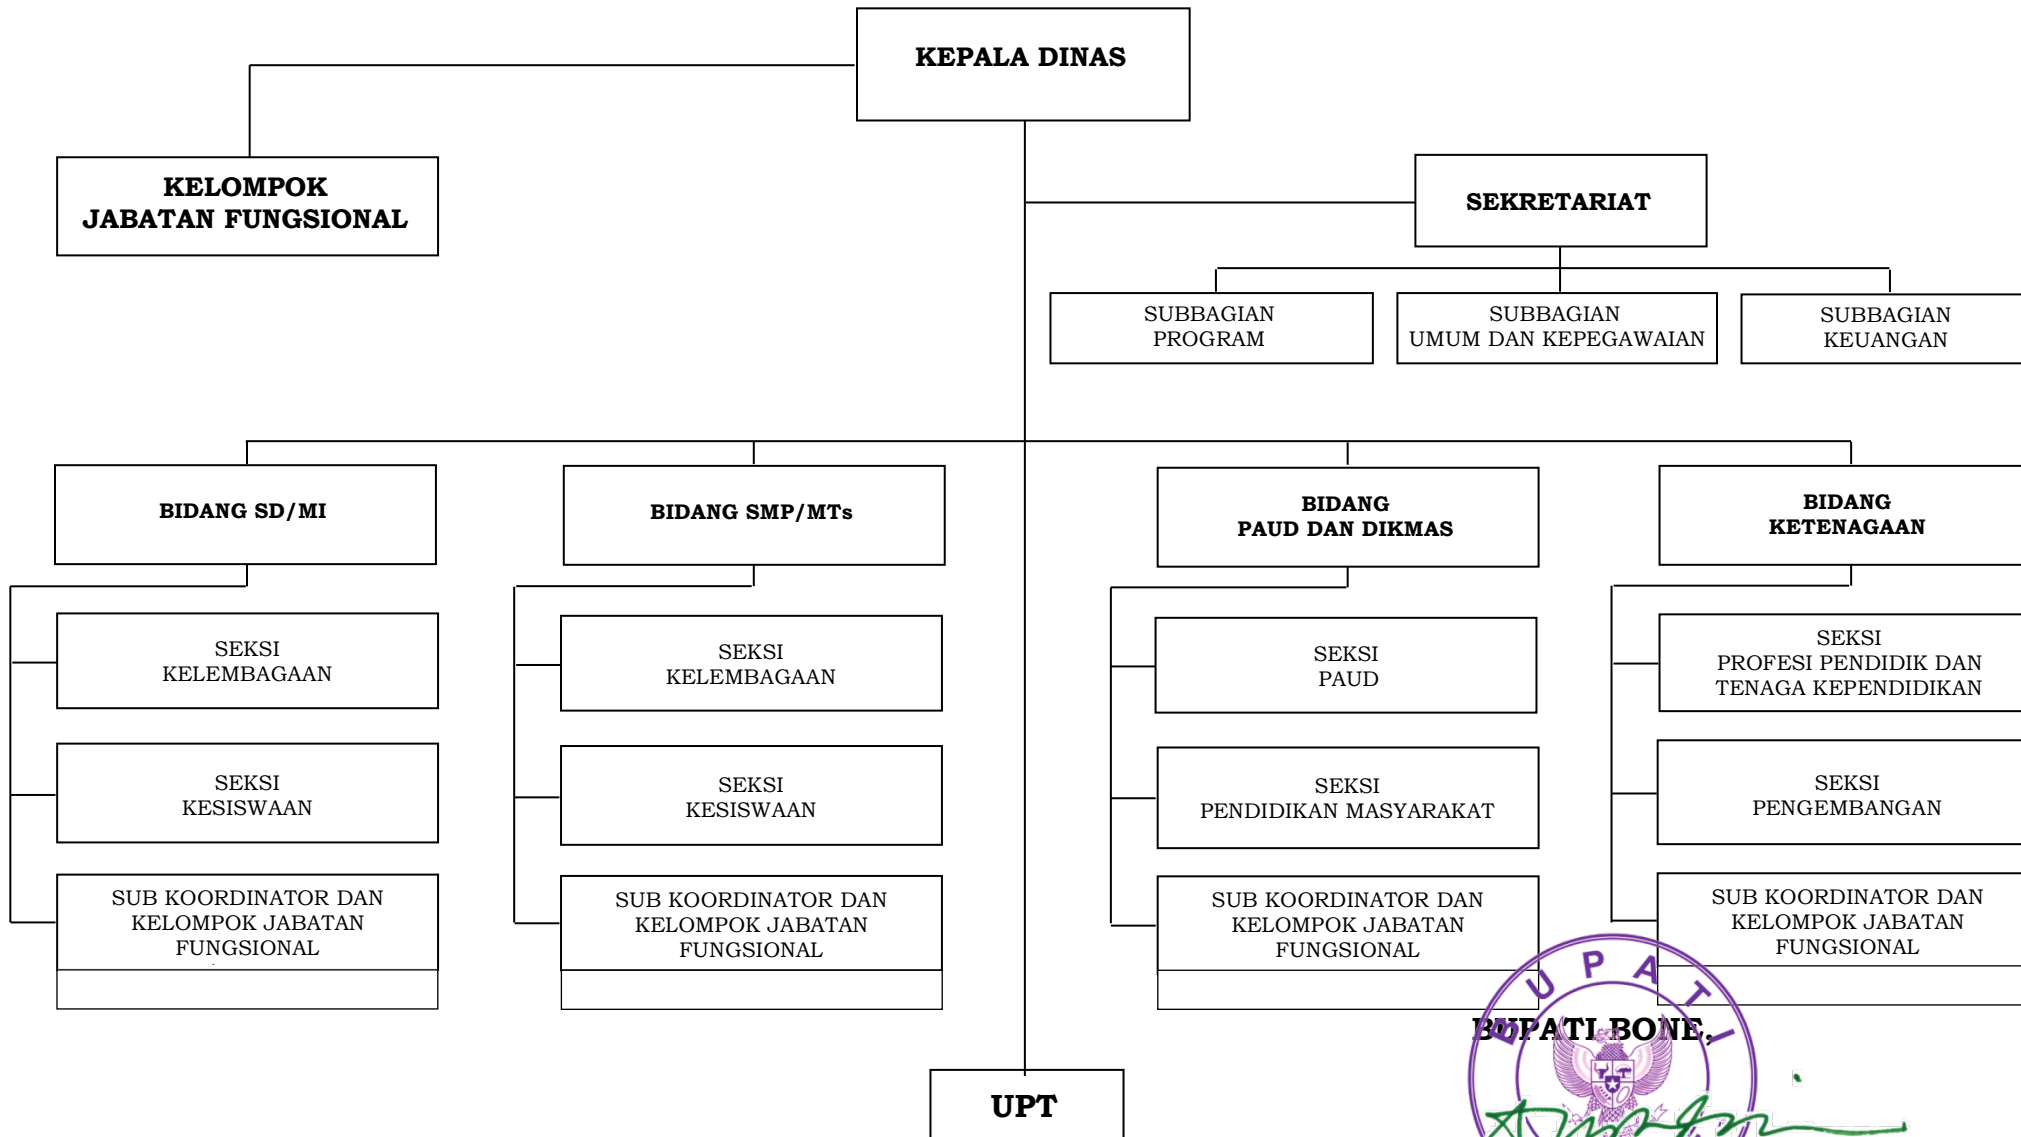 KEPALA DINAS
KELOMPOK
JABATAN FUNGSIONAL
SEKRETARIAT
SUBBAGIAN
PROGRAM
SUBBAGIAN
UMUM DAN KEPEGAWAIAN
SUBBAGIAN
KEUANGAN
BIDANG SD/MI
BIDANG SMP/MTs
BIDANG
PAUD DAN DIKMAS
BIDANG
KETENAGAAN
SEKSI
KELEMBAGAAN
SEKSI
KELEMBAGAAN
SEKSI
PAUD
SEKSI
PROFESI PENDIDIK DAN
TENAGA KEPENDIDIKAN
SEKSI
KESISWAAN
SEKSI
KESISWAAN
SEKSI
PENDIDIKAN MASYARAKAT
SEKSI
PENGEMBANGAN
SUB KOORDINATOR DAN
KELOMPOK JABATAN
FUNGSIONAL
SUB KOORDINATOR DAN
KELOMPOK JABATAN
FUNGSIONAL
SUB KOORDINATOR DAN
KELOMPOK JABATAN
FUNGSIONAL
SUB KOORDINATOR DAN
KELOMPOK JABATAN
FUNGSIONAL
BUPATI
BUPATI BONE,
UPT